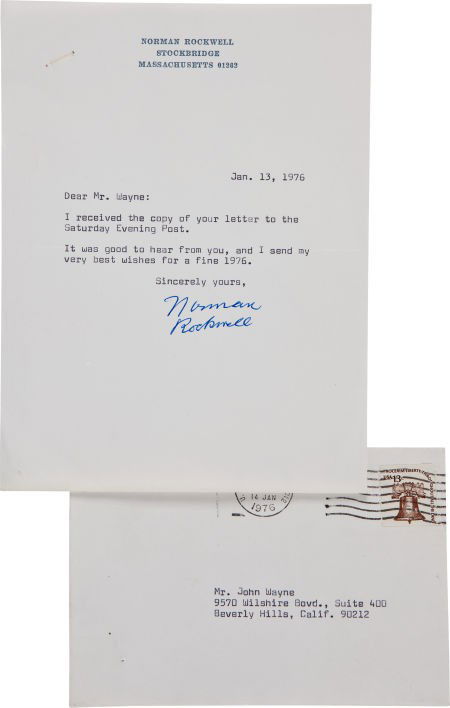 NORMAN ROCKWELL
STOCKBRIDGE
MASSACHUSETTS 01262
Jan. 13, 1976
Dear Mr. Wayne:
I received the copy of your letter to the
Saturday Evening Post.
It was good to hear from you, and I send my
very best wishes for a fine 1976.
Sincerely yours,
Norman
Rockwell
14 JAN
1976
USA 13c
Mr. John Wayne
9570 Wilshire Bovd., Suite 400
Beverly Hills, Calif. 90212